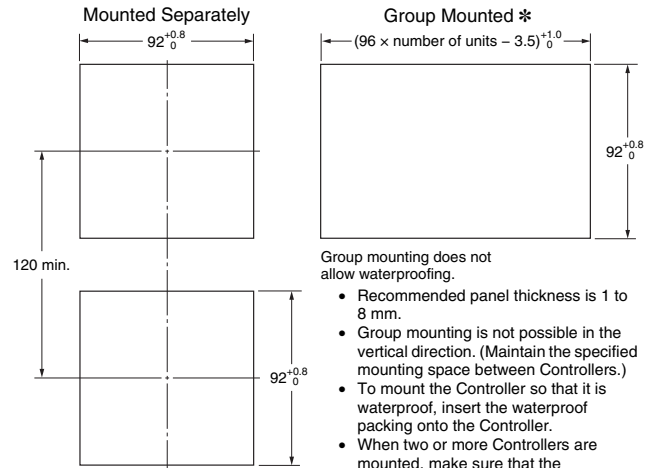 Mounted Separately
92 +0.8 0
120 min.
92 +0.8 0
Group Mounted *
(96 × number of units − 3.5) +1.0 0
92 +0.8 0
Group mounting does not
allow waterproofing.
• Recommended panel thickness is 1 to
8 mm.
• Group mounting is not possible in the
vertical direction. (Maintain the specified
mounting space between Controllers.)
• To mount the Controller so that it is
waterproof, insert the waterproof
packing onto the Controller.
• When two or more Controllers are
mounted, make sure that the